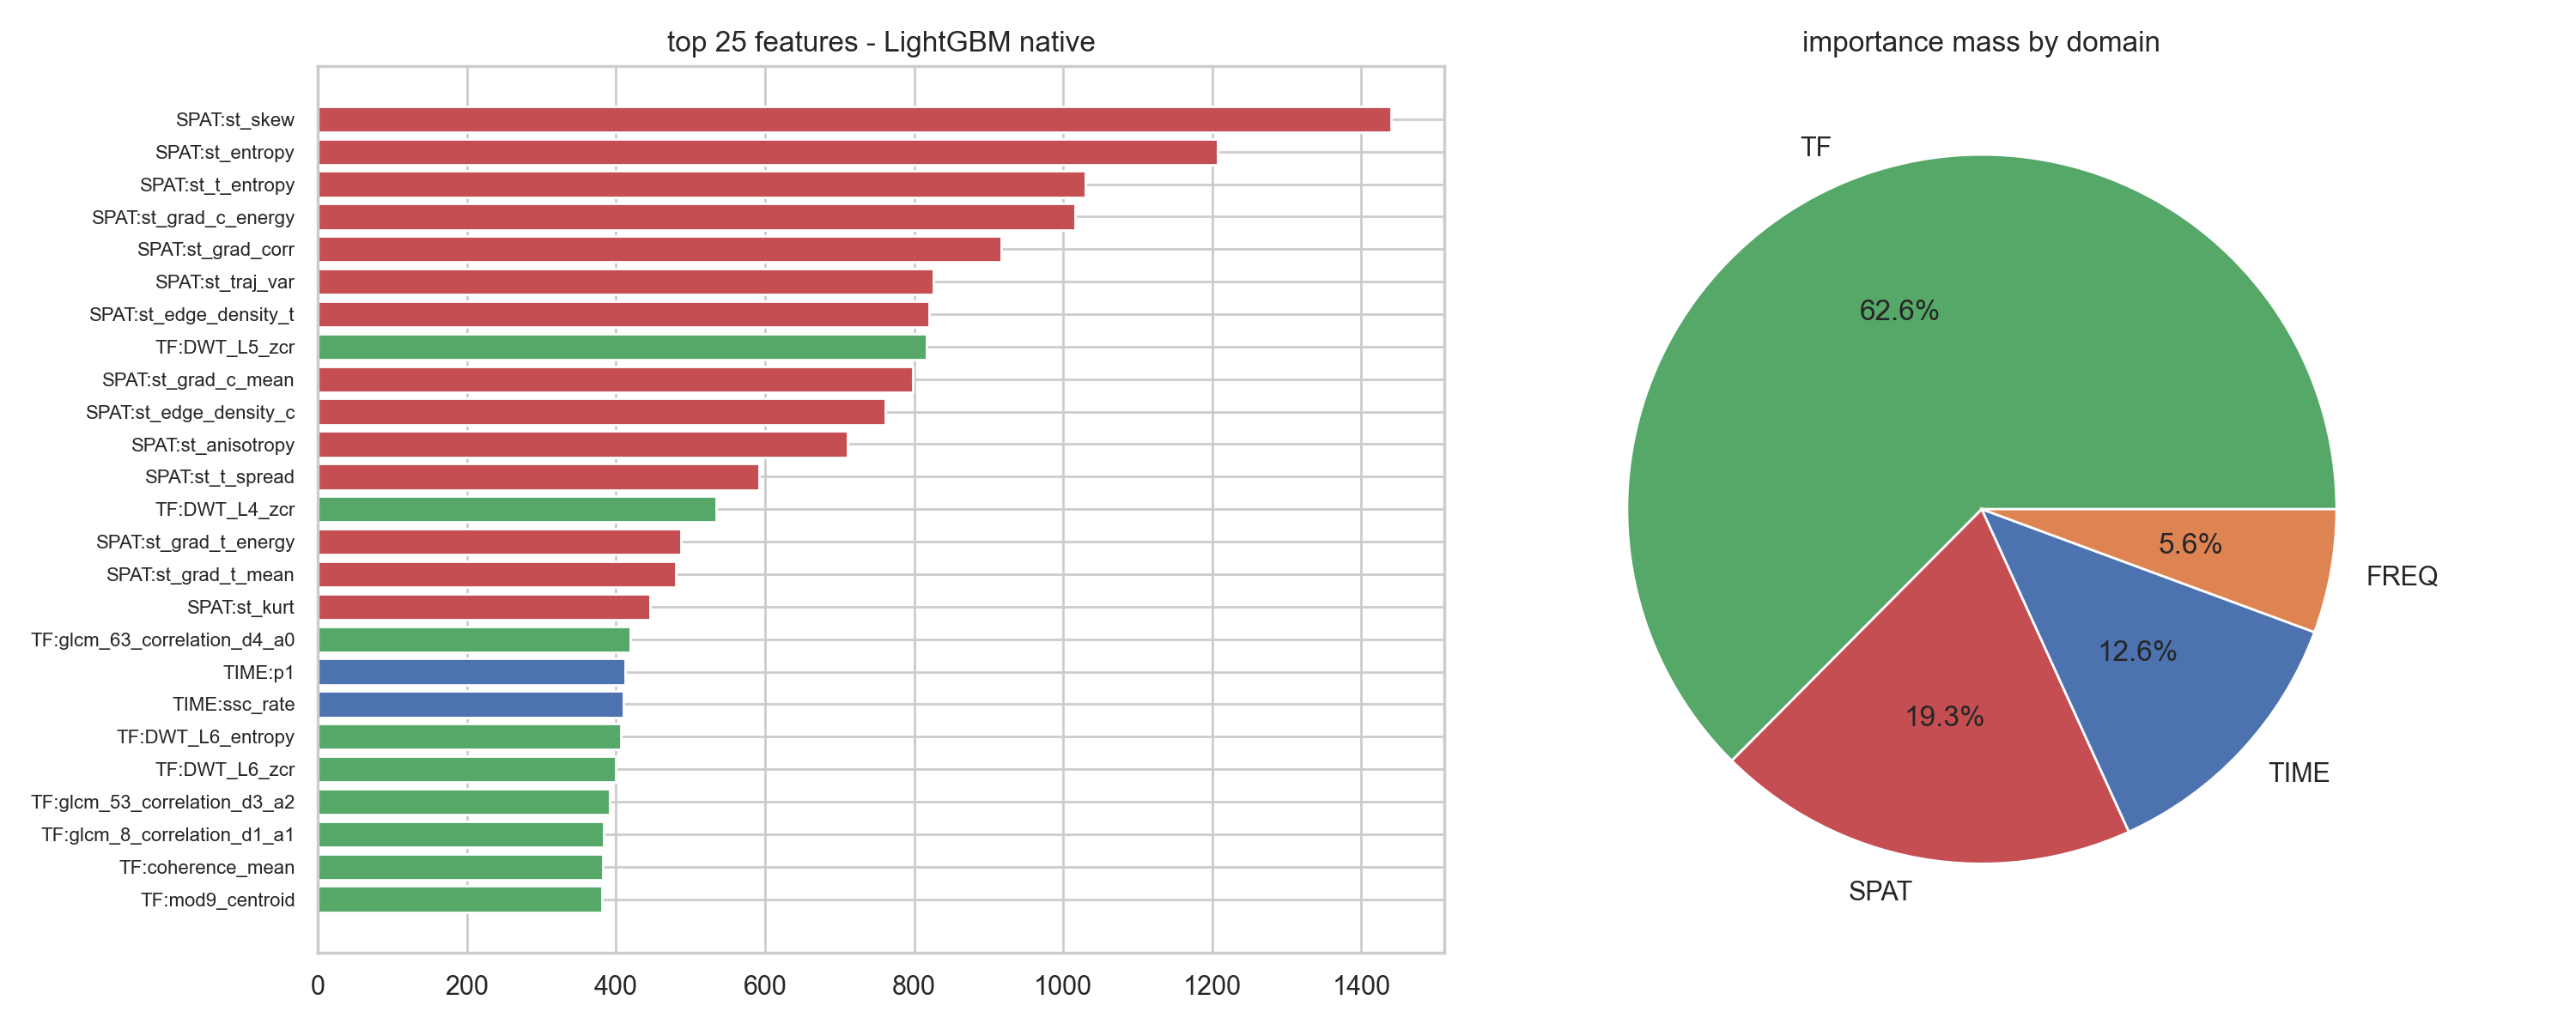 top 25 features - LightGBM native
SPAT:st_skew
SPAT:st_entropy
SPAT:st_t_entropy
SPAT:st_grad_c_energy
SPAT:st_grad_corr
SPAT:st_traj_var
SPAT:st_edge_density_t
TF:DWT_L5_zcr
SPAT:st_grad_c_mean
SPAT:st_edge_density_c
SPAT:st_anisotropy
SPAT:st_t_spread
TF:DWT_L4_zcr
SPAT:st_grad_t_energy
SPAT:st_grad_t_mean
SPAT:st_kurt
TF:glcm_63_correlation_d4_a0
TIME:p1
TIME:ssc_rate
TF:DWT_L6_entropy
TF:DWT_L6_zcr
TF:glcm_53_correlation_d3_a2
TF:glcm_8_correlation_d1_a1
TF:coherence_mean
TF:mod9_centroid
0 200 400 600 800 1000 1200 1400
importance mass by domain
TF
62.6%
5.6%
FREQ
12.6%
19.3%
TIME
SPAT